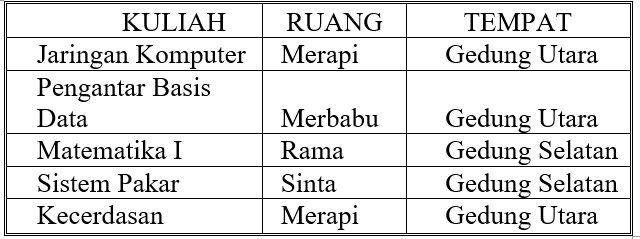 KULIAH RUANG TEMPAT
Jaringan Komputer Merapi Gedung Utara
Pengantar Basis
Data Merbabu Gedung Utara
Matematika I Rama Gedung Selatan
Sistem Pakar Sinta Gedung Selatan
Kecerdasan Merapi Gedung Utara